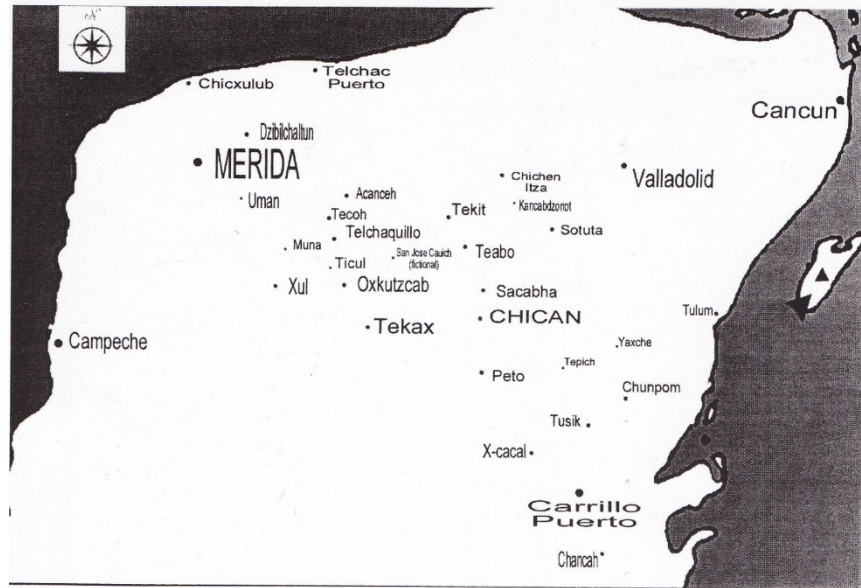 N
Telchac
Puerto
Chicxulub
Cancun
Dzibilchaltun
MERIDA
Chichen
Itza
Valladolid
Uman
Acanceh
Kancabdzonot
Tecoh
Tekit
Sotuta
Telchaquillo
Muna
San Jose Cauich
(fictional)
Teabo
Ticul
Xul
Oxkutzcab
Sacabha
Tulum
CHICAN
Tekax
Campeche
Yaxche
Tepich
Peto
Chunpom
Tusik
X-cacal
Carrillo
Puerto
Chancah